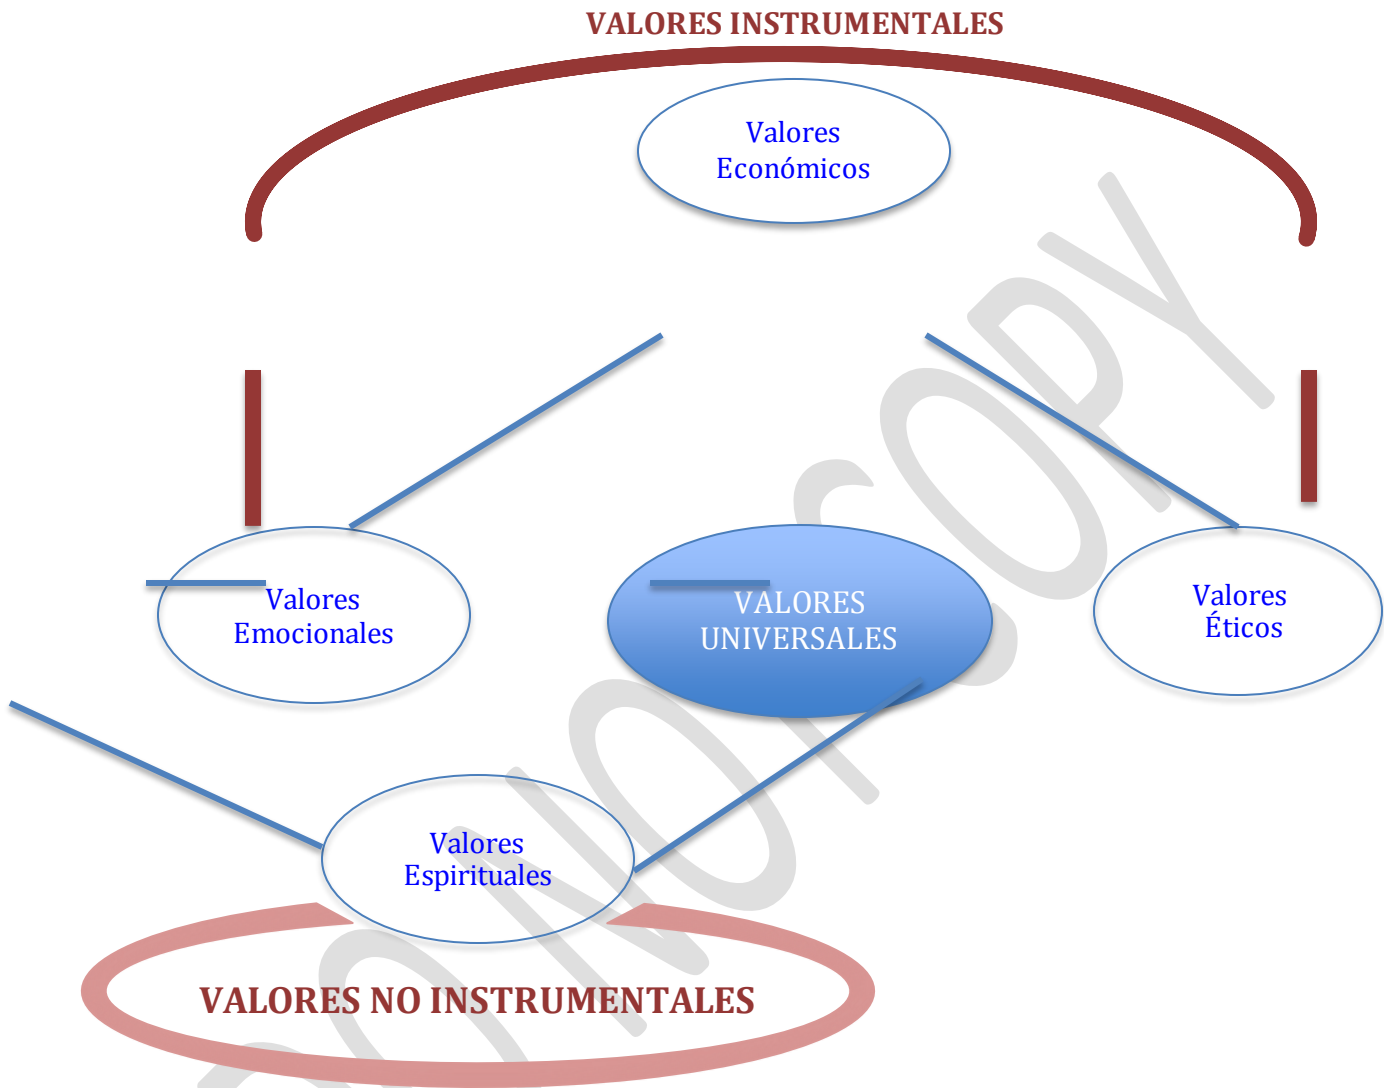 VALORES INSTRUMENTALES
Valores
Económicos
Valores
Emocionales
VALORES
UNIVERSALES
Valores
Éticos
Valores
Espirituales
VALORES NO INSTRUMENTALES
DO NOT COPY